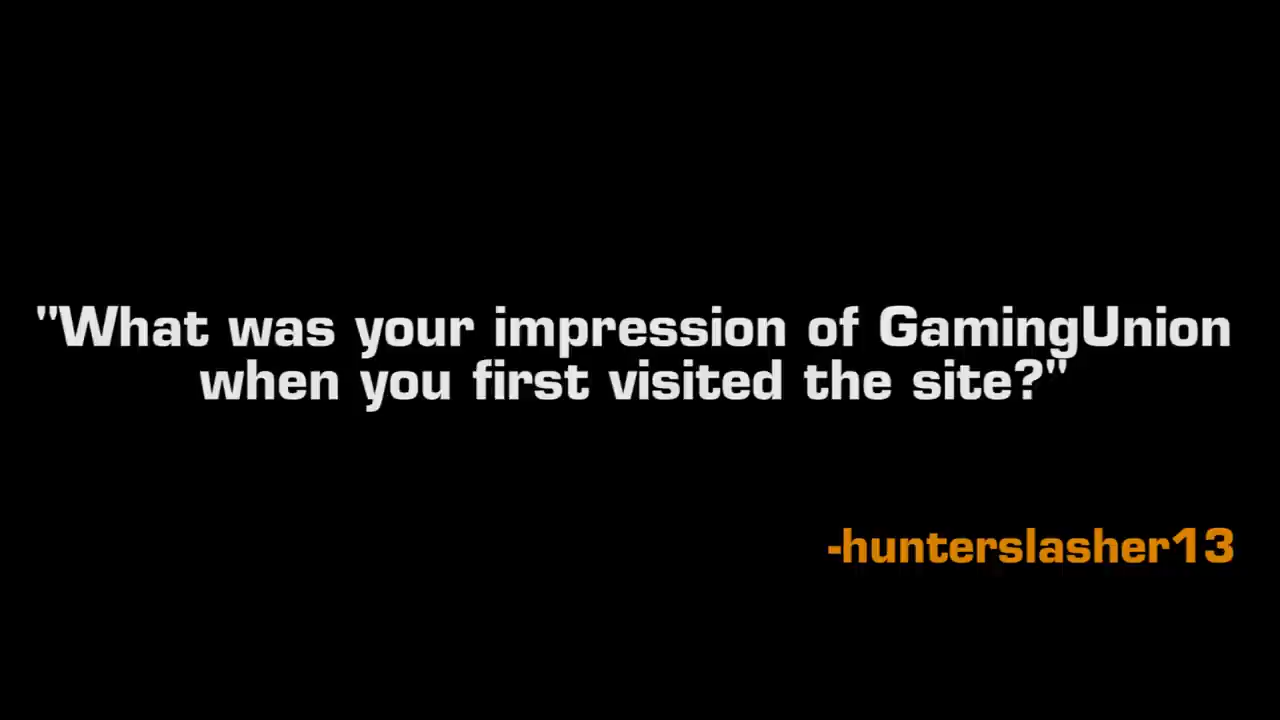 "What was your impression of GamingUnion
when you first visited the site?"
-hunterslasher13